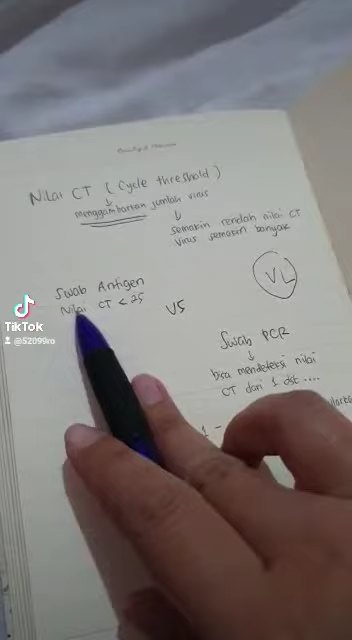 Nilai CT (Cycle threshold)
menggambarkan jumlah virus
semakin rendah nilai CT
virus semakin banyak
VL
Swab Antigen
Nilai CT < 25
VS
Swab PCR
bisa mendeteksi nilai
CT dari 1 dst ....
1 -
TikTok
@52099ro